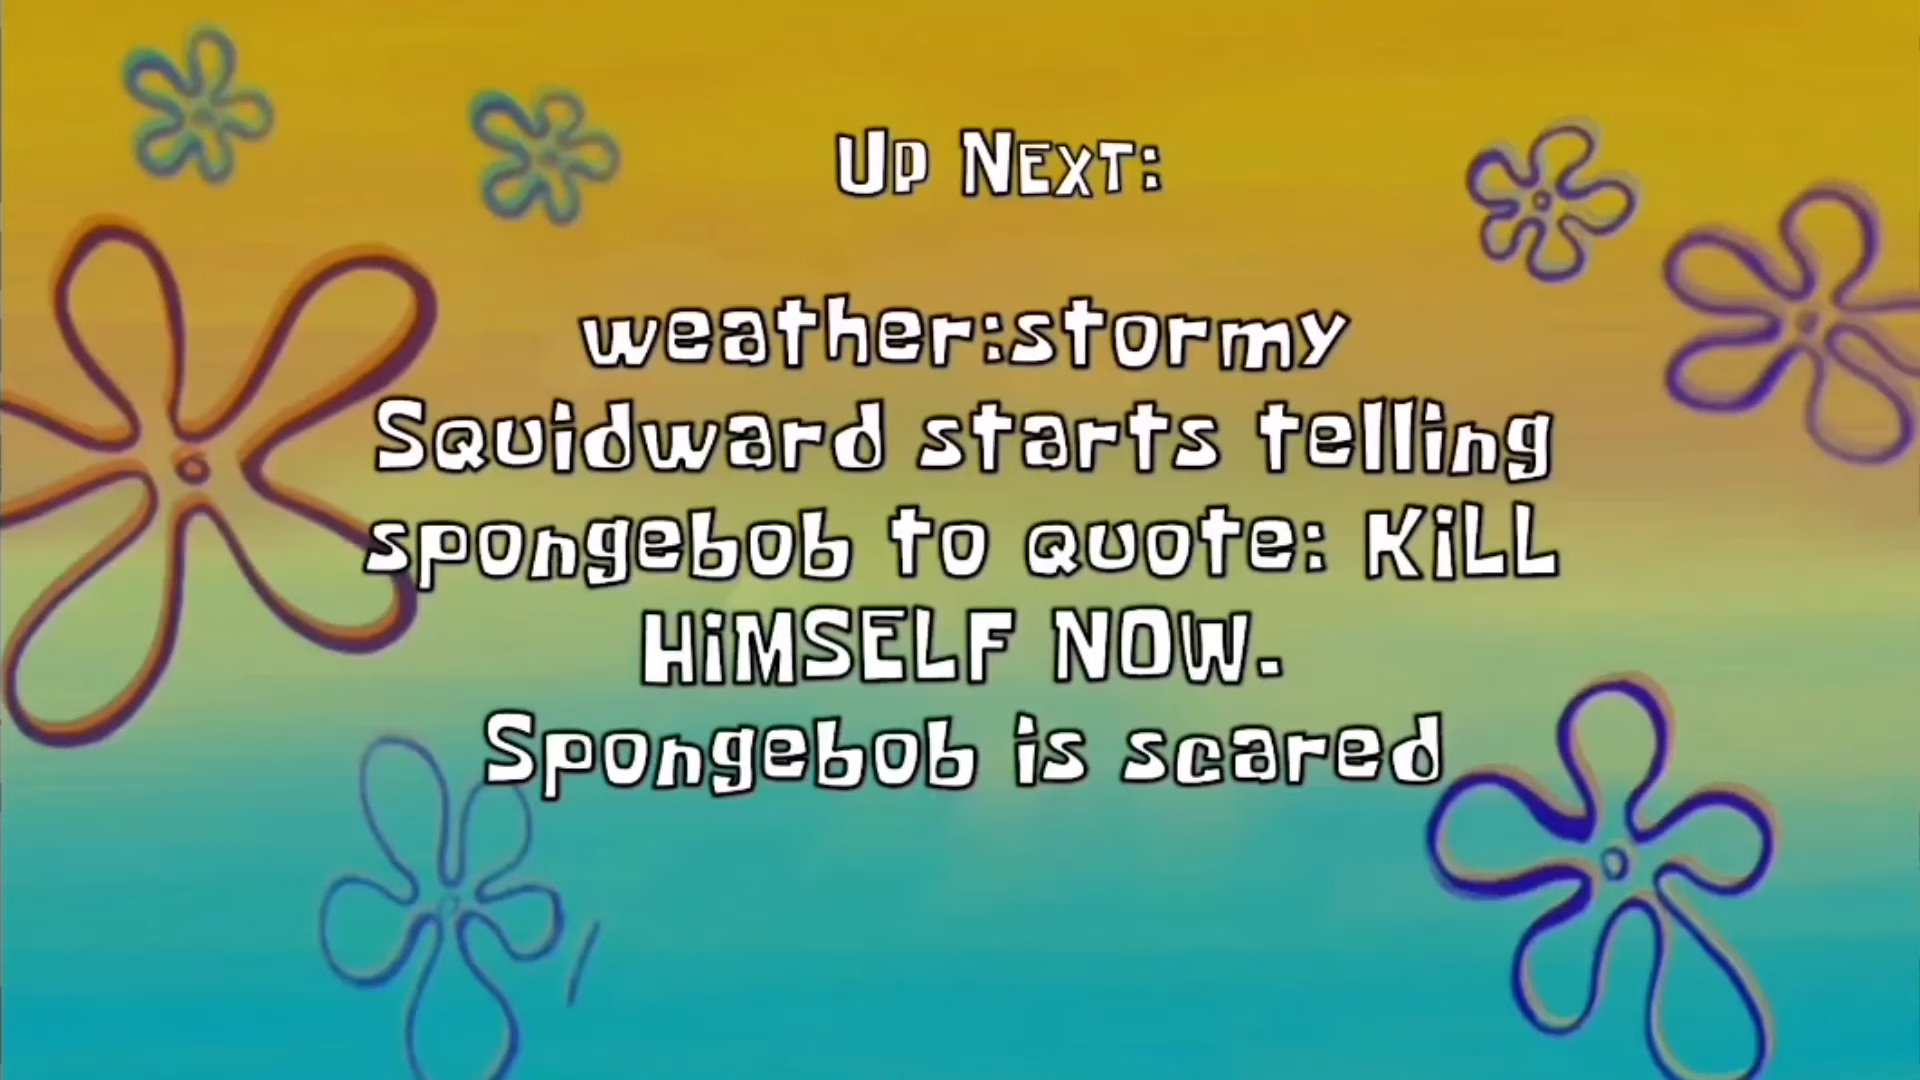 Up Next:
weather:stormy
Squidward starts telling
spongebob to quote: KiLL
HiMSELF NOW.
Spongebob is scared